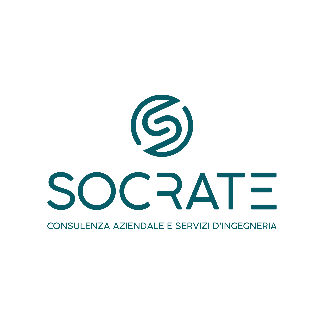 SOCRATE
CONSULENZA AZIENDALE E SERVIZI D'INGEGNERIA